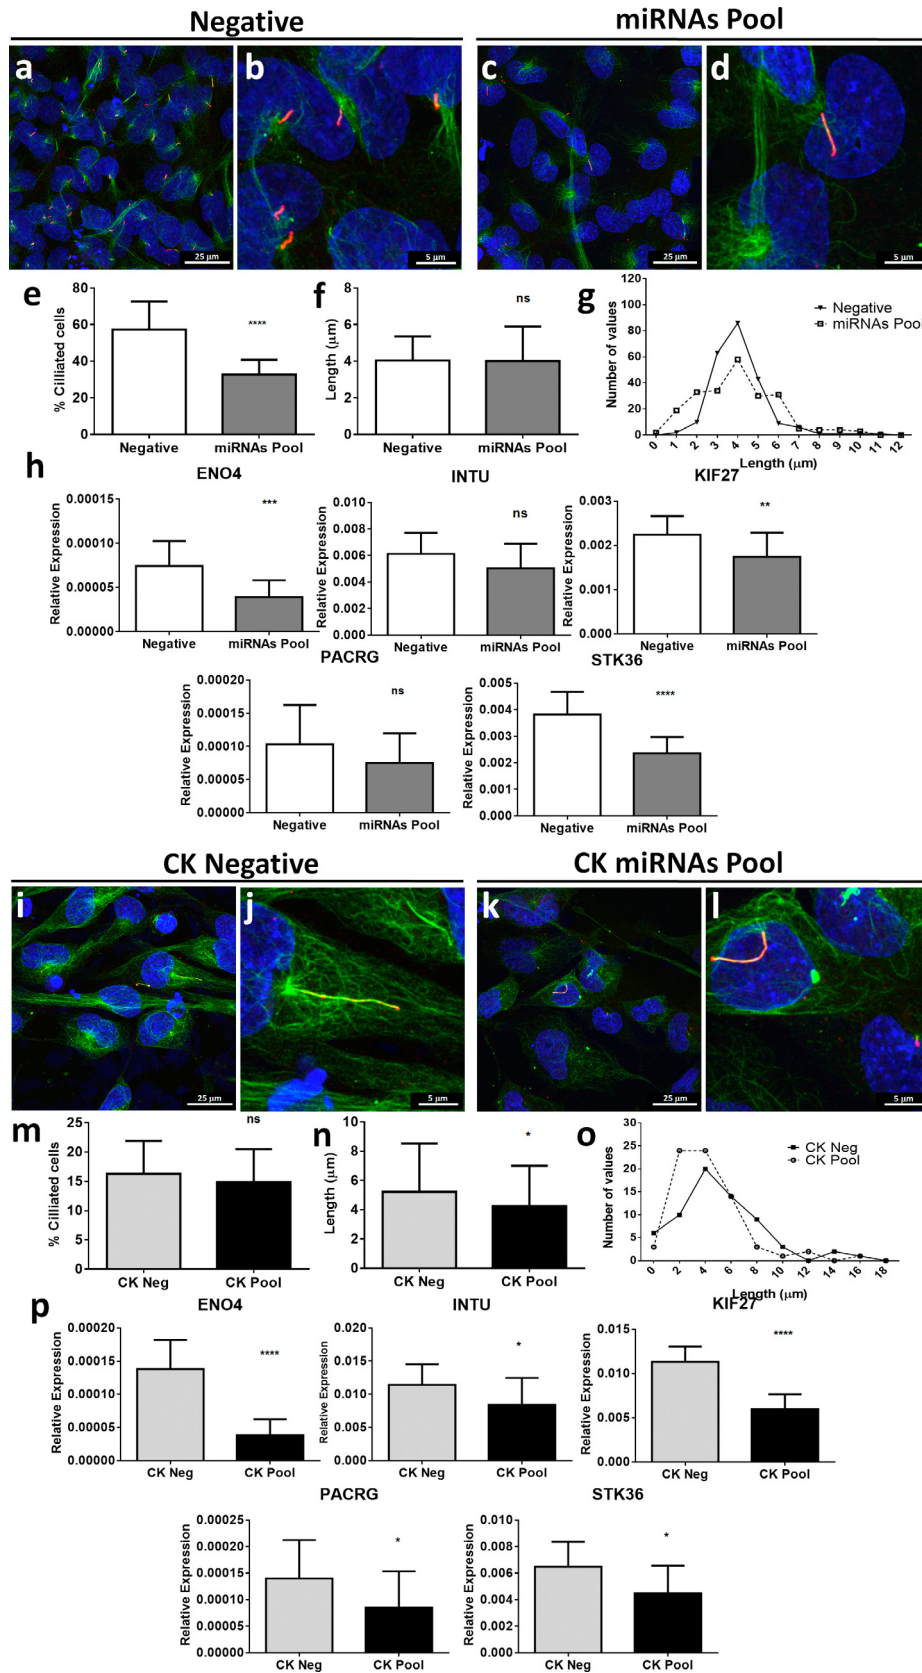 Negative
miRNAs Pool
a
b
c
d
25 µm
5 µm
25 µm
5 µm
e
% Cilliated cells
80
60
40
20
0
****
Negative
miRNAs Pool
f
Length (µm)
8
6
4
2
0
ns
Negative
miRNAs Pool
g
Number of values
120
100
80
60
40
20
0
Negative
miRNAs Pool
0 1 2 3 4 5 6 7 8 9 10 11 12
Length (µm)
h
ENO4
Relative Expression
0.00015
0.00010
0.00005
0.00000
***
Negative
miRNAs Pool
INTU
Relative Expression
0.010
0.008
0.006
0.004
0.002
0.000
ns
Negative
miRNAs Pool
KIF27
Relative Expression
0.003
0.002
0.001
0.000
**
Negative
miRNAs Pool
PACRG
Relative Expression
0.00020
0.00015
0.00010
0.00005
0.00000
ns
Negative
miRNAs Pool
STK36
Relative Expression
0.005
0.004
0.003
0.002
0.001
0.000
****
Negative
miRNAs Pool
CK Negative
CK miRNAs Pool
i
j
k
l
25 µm
5 µm
25 µm
5 µm
m
% Cilliated cells
25
20
15
10
5
0
ns
CK Neg
CK Pool
n
Length (µm)
10
8
6
4
2
0
*
CK Neg
CK Pool
o
Number of values
30
25
20
15
10
5
0
CK Neg
CK Pool
0 2 4 6 8 10 12 14 16 18
Length (µm)
p
ENO4
Relative Expression
0.00020
0.00015
0.00010
0.00005
0.00000
****
CK Neg
CK Pool
INTU
Relative Expression
0.020
0.015
0.010
0.005
0.000
*
CK Neg
CK Pool
KIF27
Relative Expression
0.015
0.010
0.005
0.000
****
CK Neg
CK Pool
PACRG
Relative Expression
0.00025
0.00020
0.00015
0.00010
0.00005
0.00000
*
CK Neg
CK Pool
STK36
Relative Expression
0.010
0.008
0.006
0.004
0.002
0.000
*
CK Neg
CK Pool